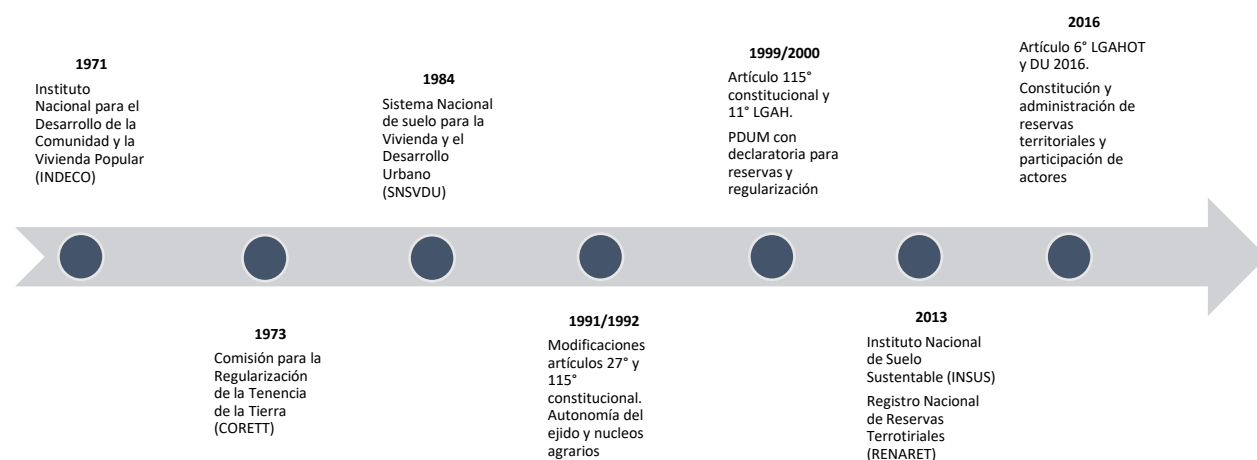 1971
Instituto
Nacional para el
Desarrollo de la
Comunidad y la
Vivienda Popular
(INDECO)
1973
Comisión para la
Regularización
de la Tenencia
de la Tierra
(CORETT)
1984
Sistema Nacional
de suelo para la
Vivienda y el
Desarrollo
Urbano
(SNSVDU)
1991/1992
Modificaciones
artículos 27° y
115°
constitucional.
Autonomía del
ejido y nucleos
agrarios
1999/2000
Artículo 115°
constitucional y
11° LGAH.
PDUM con
declaratoria para
reservas y
regularización
2013
Instituto Nacional
de Suelo
Sustentable (INSUS)
Registro Nacional
de Reservas
Terrotiriales
(RENARET)
2016
Artículo 6° LGAHOT
y DU 2016.
Constitución y
administración de
reservas
territoriales y
participación de
actores